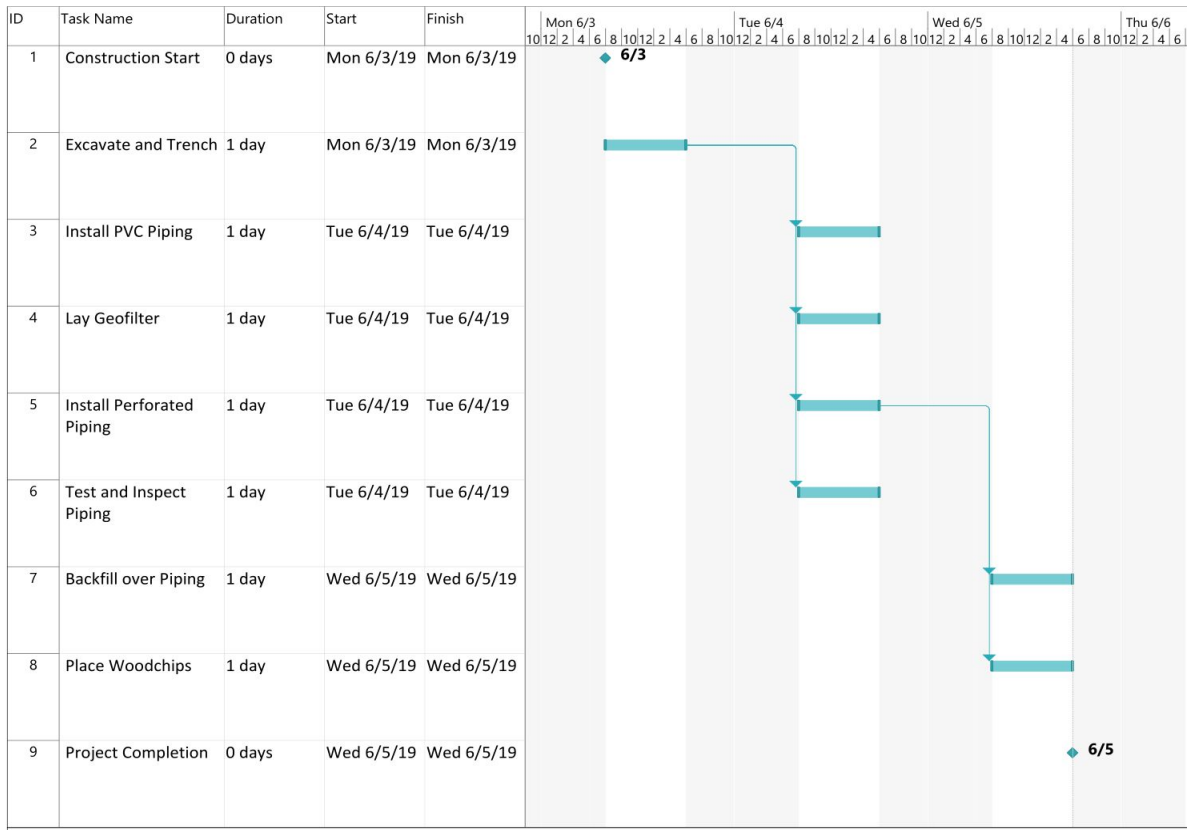 ID Task Name Duration Start Finish Mon 6/3 Tue 6/4 Wed 6/5 Thu 6/6
10 12 2 4 6 8 10 12 2 4 6 8 10 12 2 4 6 8 10 12 2 4 6 8 10 12 2 4 6 8 10 12 2 4 6 8 10 12 2 4 6
1 Construction Start 0 days Mon 6/3/19 Mon 6/3/19 6/3
2 Excavate and Trench 1 day Mon 6/3/19 Mon 6/3/19
3 Install PVC Piping 1 day Tue 6/4/19 Tue 6/4/19
4 Lay Geofilter 1 day Tue 6/4/19 Tue 6/4/19
5 Install Perforated 1 day Tue 6/4/19 Tue 6/4/19
Piping
6 Test and Inspect 1 day Tue 6/4/19 Tue 6/4/19
Piping
7 Backfill over Piping 1 day Wed 6/5/19 Wed 6/5/19
8 Place Woodchips 1 day Wed 6/5/19 Wed 6/5/19
9 Project Completion 0 days Wed 6/5/19 Wed 6/5/19 6/5